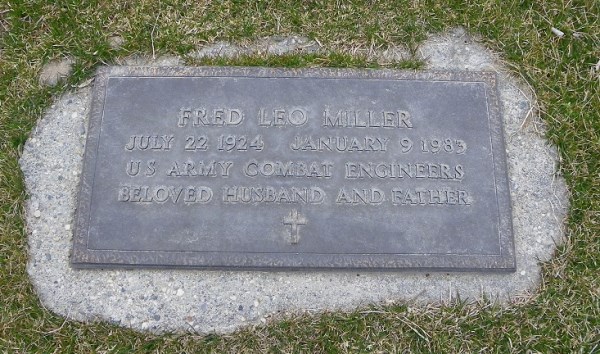 FRED LEO MILLER
JULY 22 1924 JANUARY 9 1983
US ARMY COMBAT ENGINEERS
BELOVED HUSBAND AND FATHER